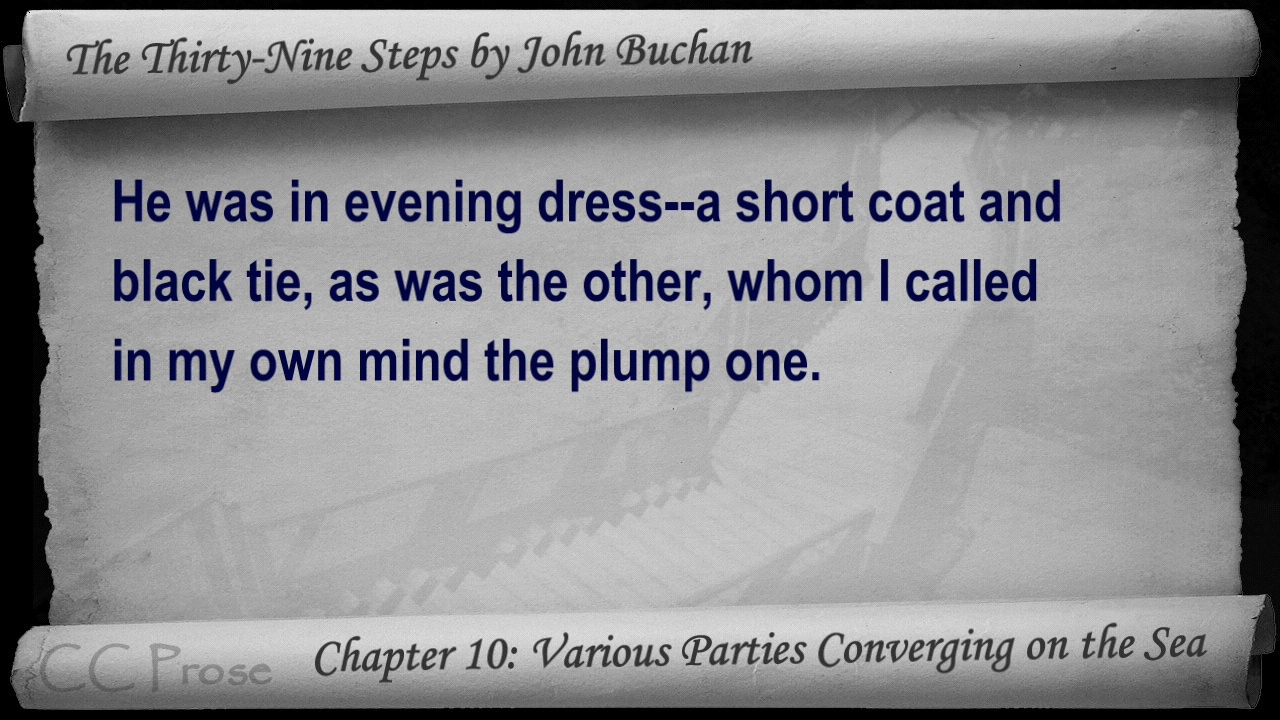 The Thirty-Nine Steps by John Buchan
He was in evening dress--a short coat and
black tie, as was the other, whom I called
in my own mind the plump one.
CC Prose
Chapter 10: Various Parties Converging on the Sea